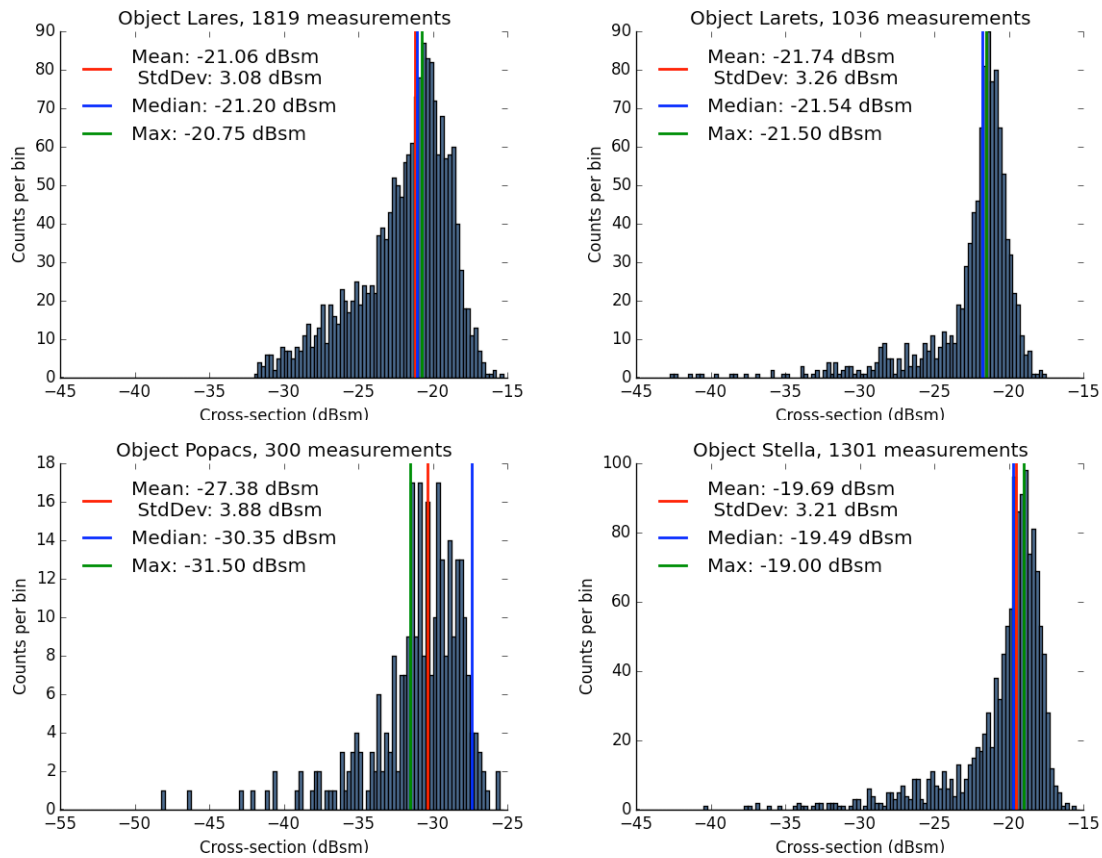 Object Lares, 1819 measurements
Mean: -21.06 dBsm
StdDev: 3.08 dBsm
Median: -21.20 dBsm
Max: -20.75 dBsm
Counts per bin
90
80
70
60
50
40
30
20
10
0
−45 −40 −35 −30 −25 −20 −15
Cross-section (dBsm)
Object Larets, 1036 measurements
Mean: -21.74 dBsm
StdDev: 3.26 dBsm
Median: -21.54 dBsm
Max: -21.50 dBsm
Counts per bin
90
80
70
60
50
40
30
20
10
0
−45 −40 −35 −30 −25 −20 −15
Cross-section (dBsm)
Object Popacs, 300 measurements
Mean: -27.38 dBsm
StdDev: 3.88 dBsm
Median: -30.35 dBsm
Max: -31.50 dBsm
Counts per bin
18
16
14
12
10
8
6
4
2
0
−55 −50 −45 −40 −35 −30 −25
Cross-section (dBsm)
Object Stella, 1301 measurements
Mean: -19.69 dBsm
StdDev: 3.21 dBsm
Median: -19.49 dBsm
Max: -19.00 dBsm
Counts per bin
100
80
60
40
20
0
−45 −40 −35 −30 −25 −20 −15
Cross-section (dBsm)